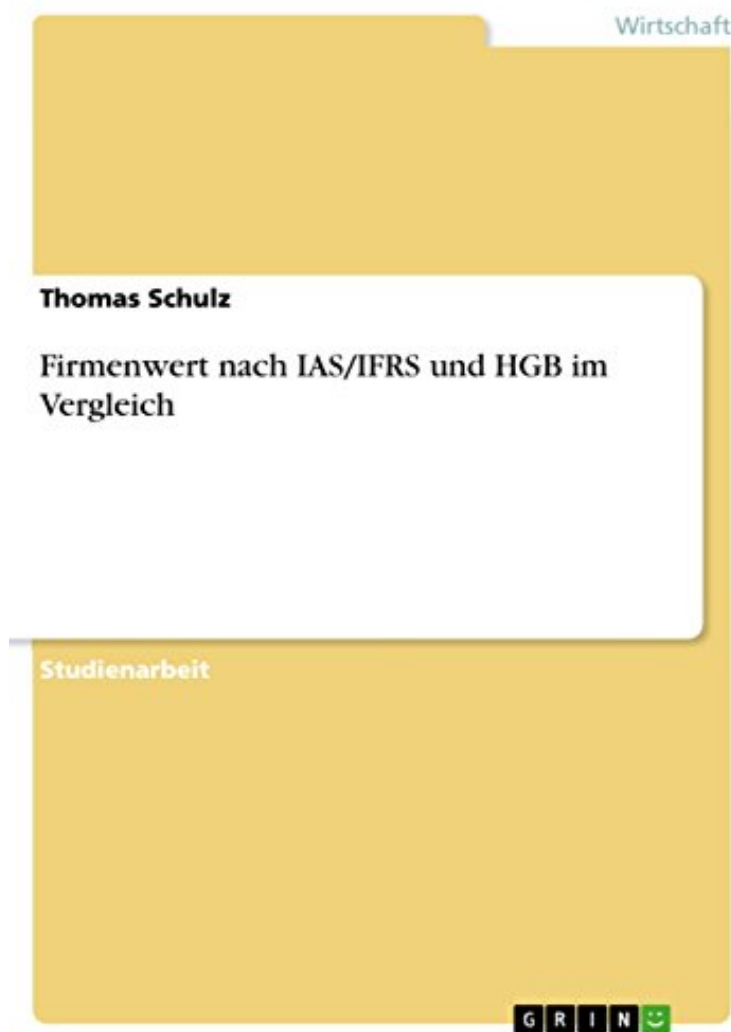 Wirtschaft
Thomas Schulz
Firmenwert nach IAS/IFRS und HGB im
Vergleich
Studienarbeit
GRIN